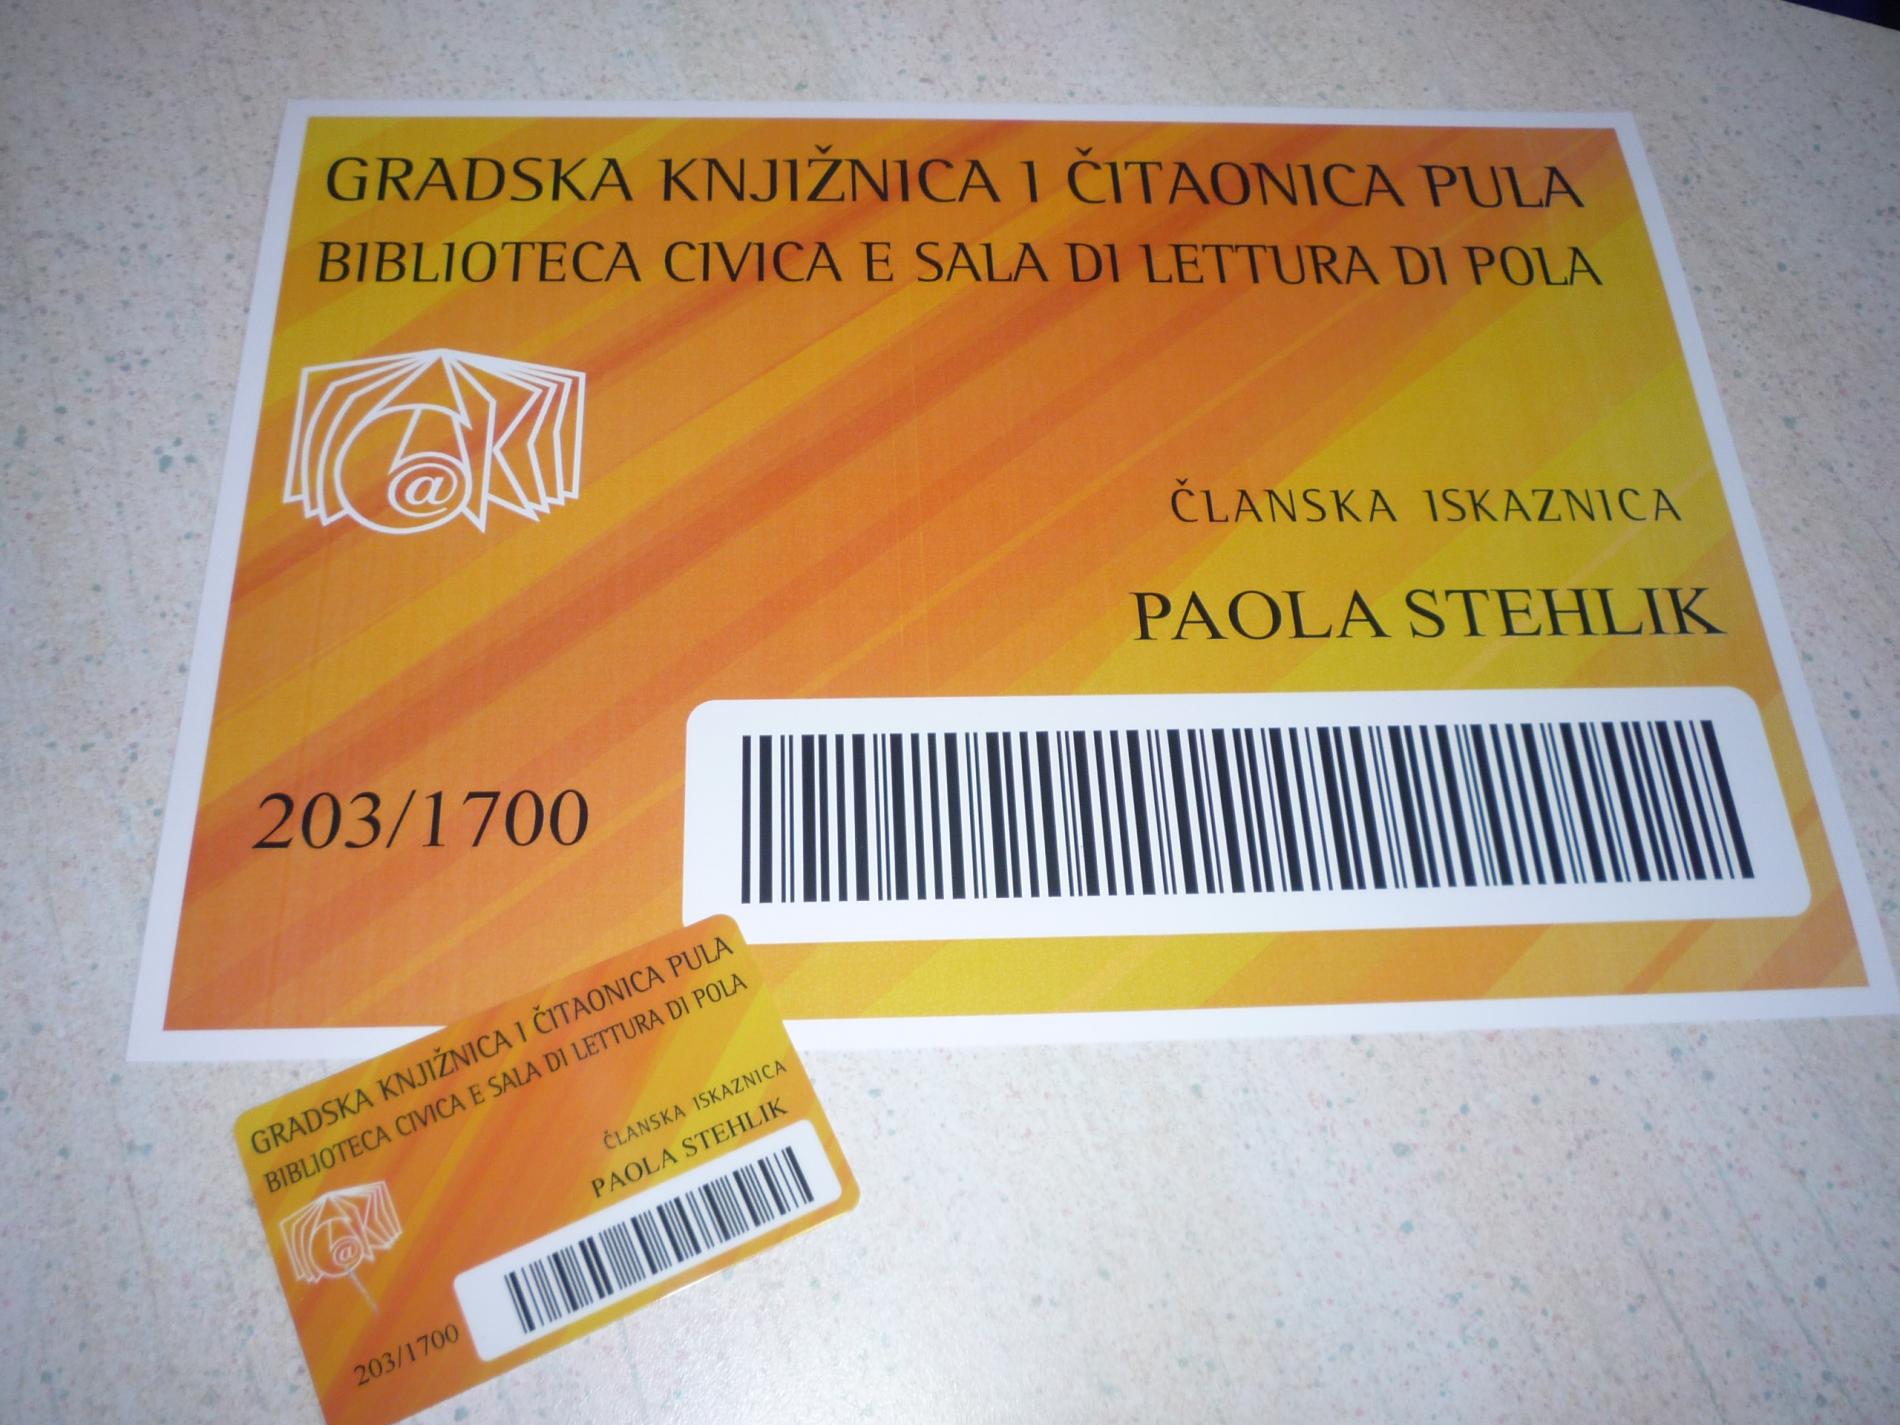 GRADSKA KNJIŽNICA I ČITAONICA PULA
BIBLIOTECA CIVICA E SALA DI LETTURA DI POLA
@K
ČLANSKA ISKAZNICA
PAOLA STEHLIK
203/1700
GRADSKA KNJIŽNICA I ČITAONICA PULA
BIBLIOTECA CIVICA E SALA DI LETTURA DI POLA
@K
ČLANSKA ISKAZNICA
PAOLA STEHLIK
203/1700